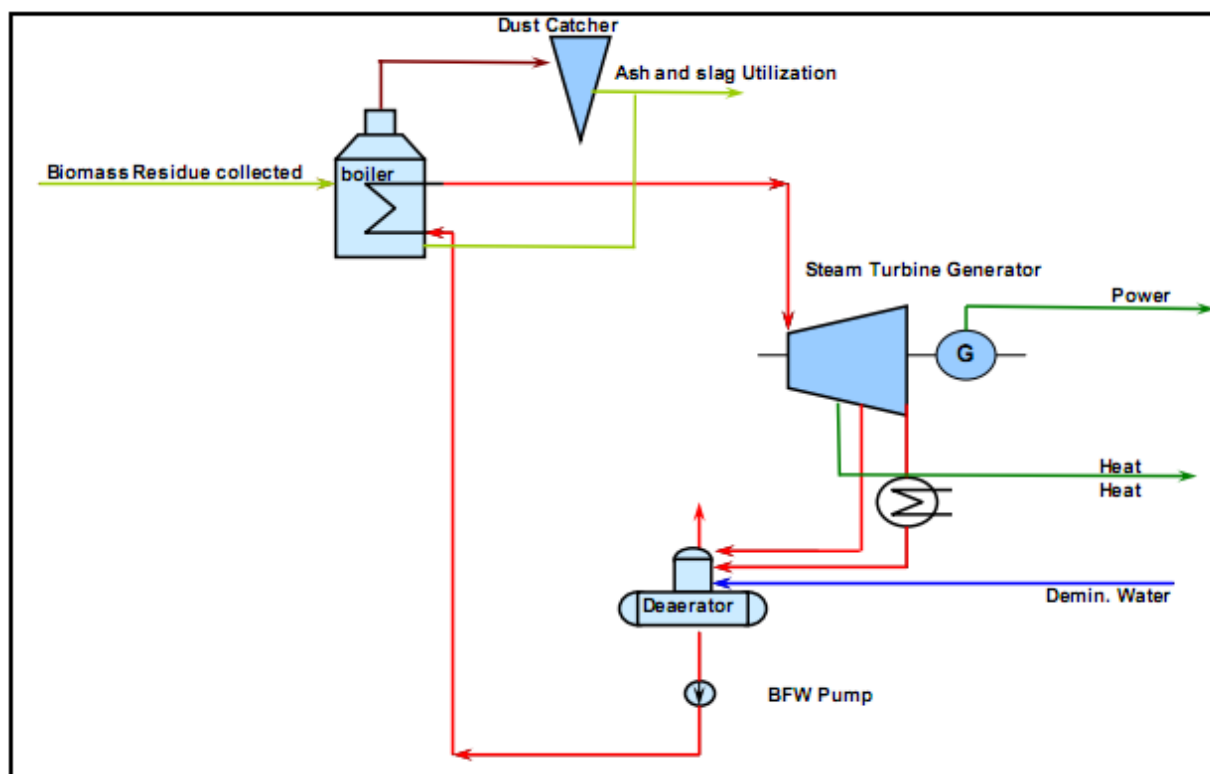 Dust Catcher
Ash and slag Utilization
Biomass Residue collected
boiler
Steam Turbine Generator
Power
G
Heat
Heat
Deaerator
Demin. Water
BFW Pump